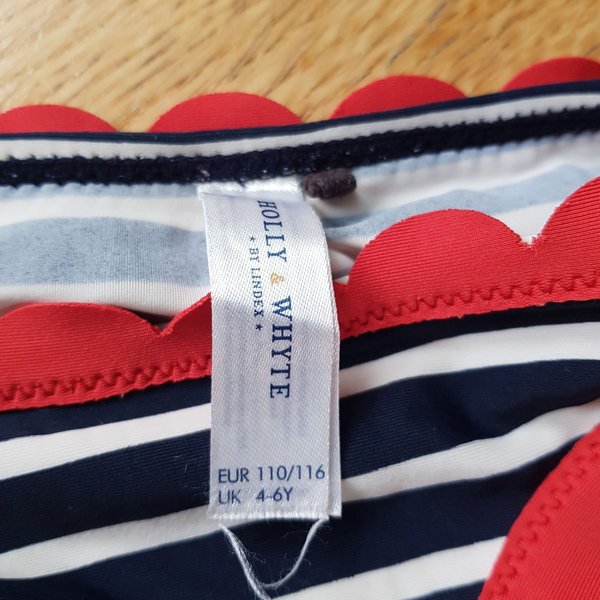 HOLLY & WHYTE
★ BY LINDEX ★
EUR 110/116
UK 4-6Y